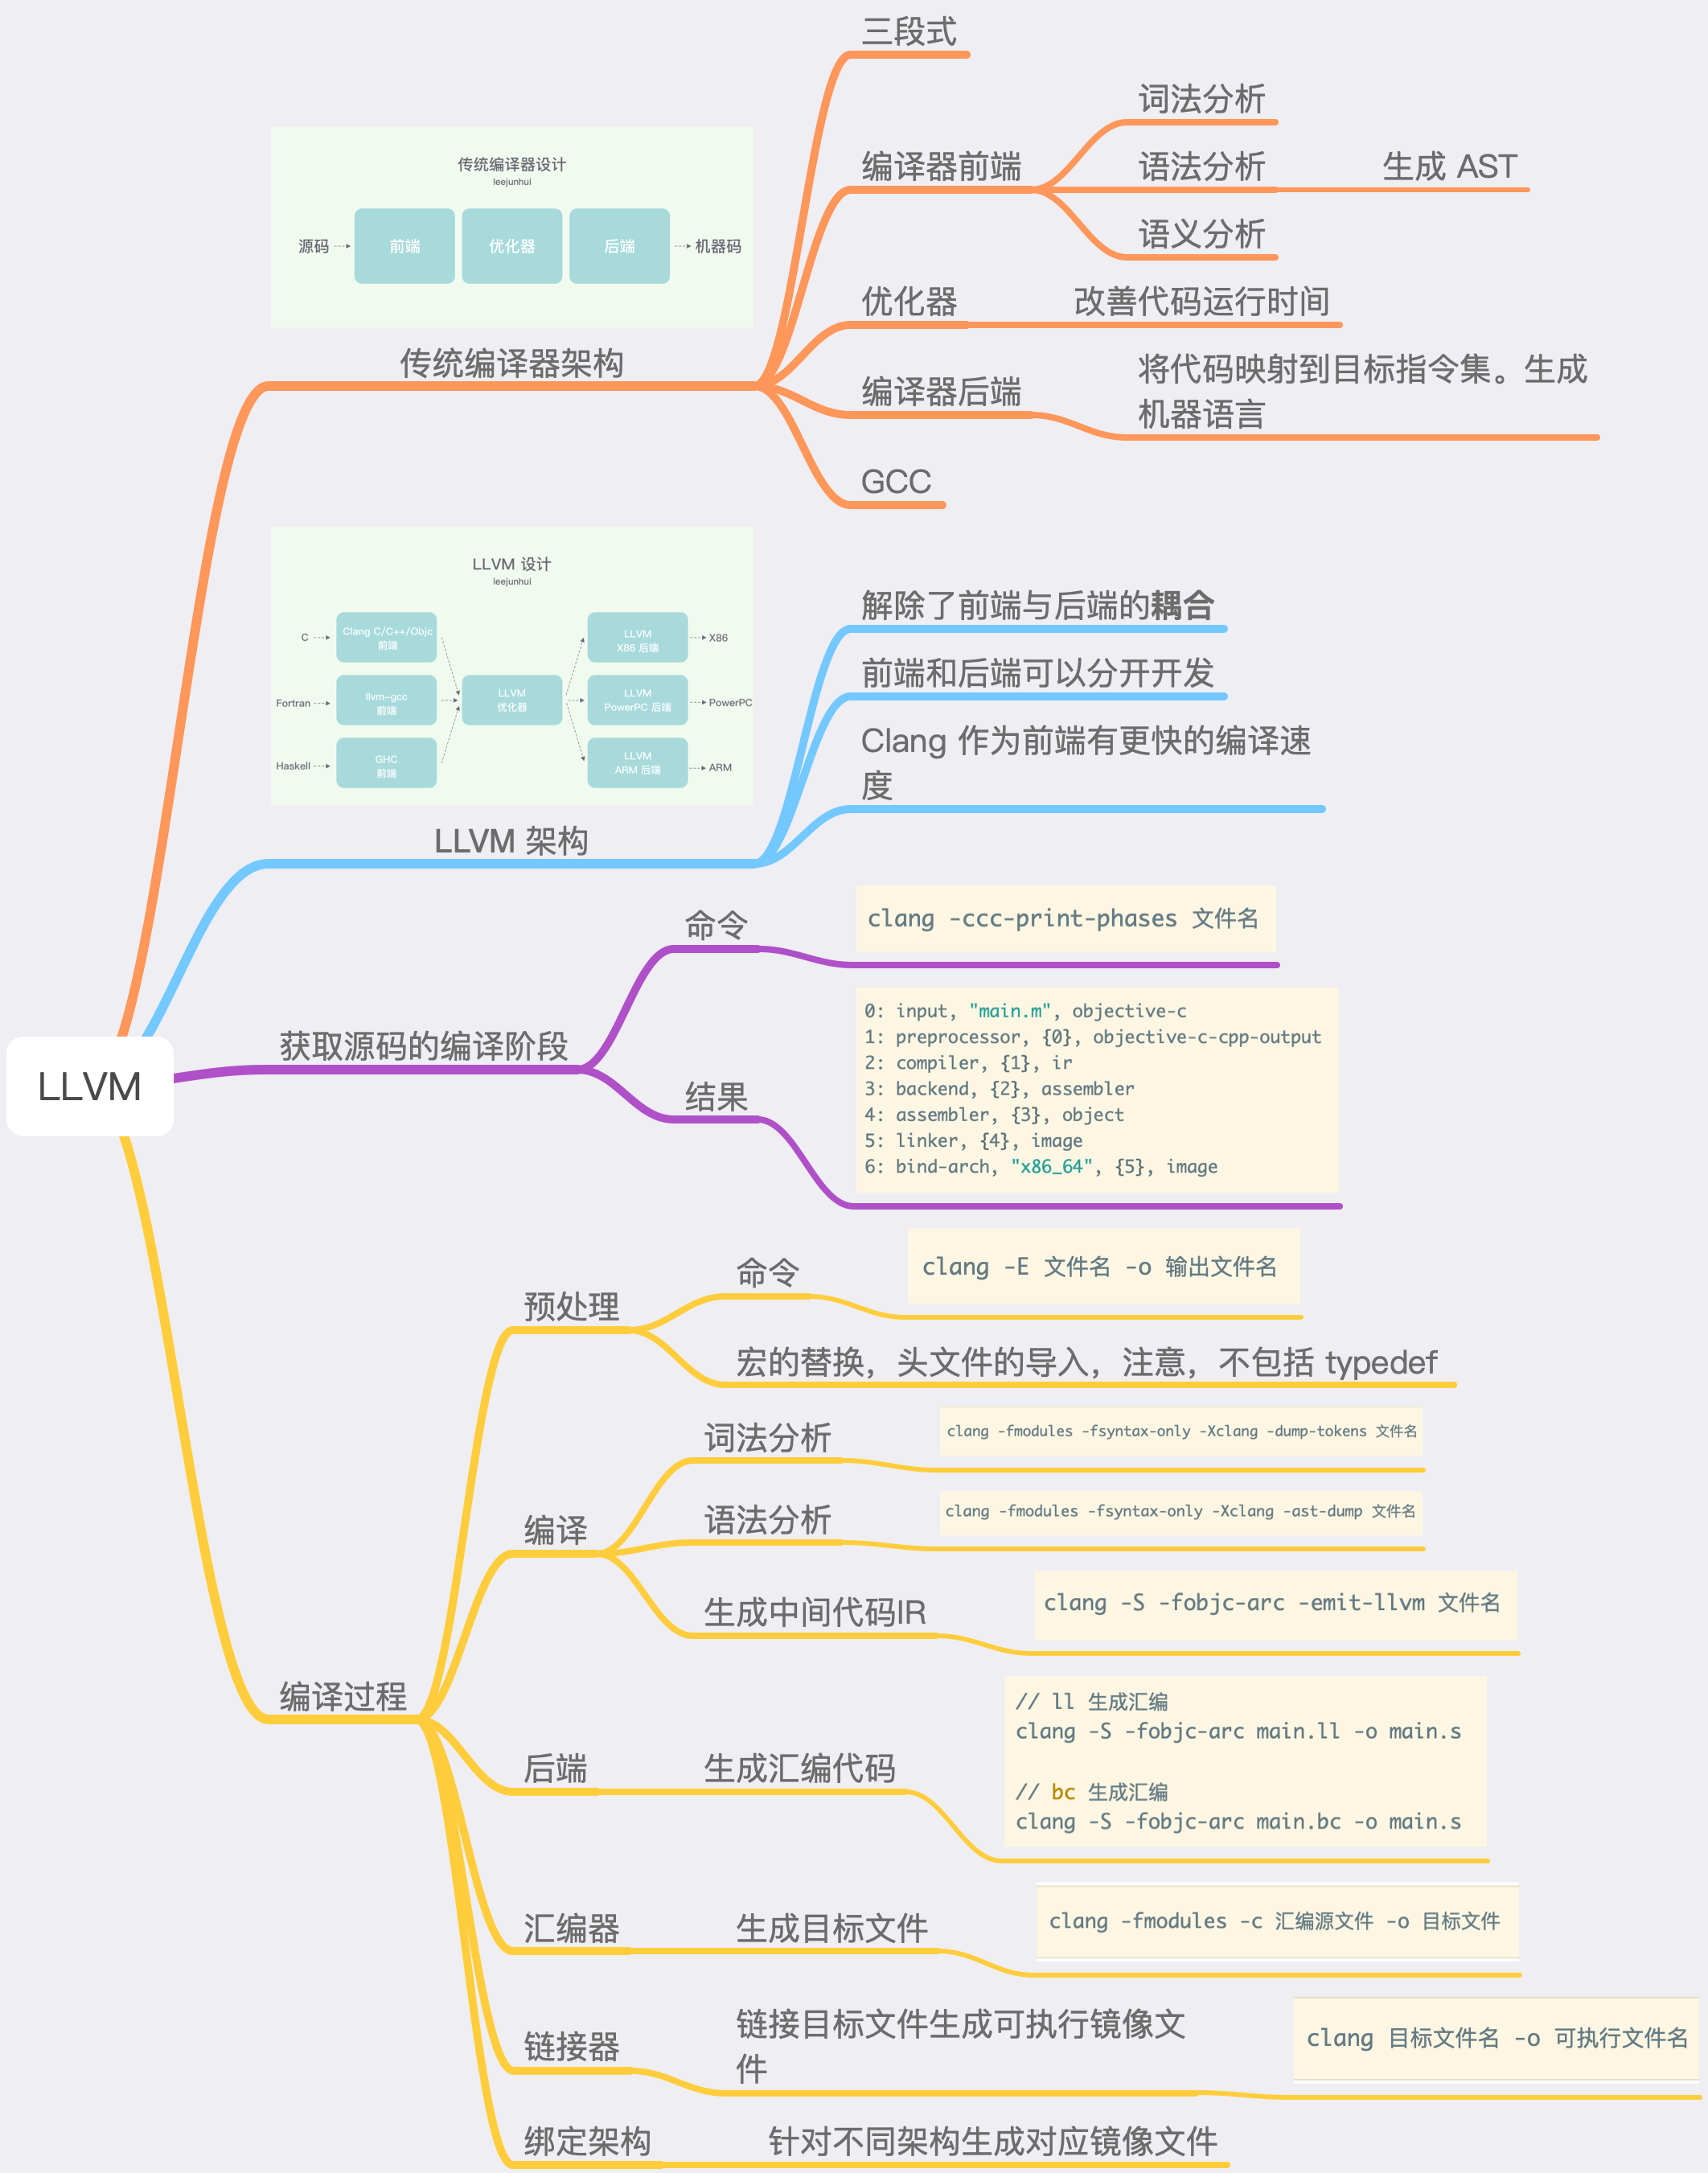 三段式
词法分析
编译器前端
语法分析
生成 AST
语义分析
优化器
改善代码运行时间
编译器后端
将代码映射到目标指令集。生成
机器语言
GCC
传统编译器设计
leejunhui
源码
前端
优化器
后端
机器码
传统编译器架构
LLVM 设计
leejunhui
C
Clang C/C++/Objc
前端
LLVM
X86 后端
X86
Fortran
llvm-gcc
前端
LLVM
优化器
LLVM
PowerPC 后端
PowerPC
Haskell
GHC
前端
LLVM
ARM 后端
ARM
LLVM 架构
解除了前端与后端的耦合
前端和后端可以分开开发
Clang 作为前端有更快的编译速
度
LLVM
获取源码的编译阶段
命令
clang -ccc-print-phases 文件名
结果
0: input, "main.m", objective-c
1: preprocessor, {0}, objective-c-cpp-output
2: compiler, {1}, ir
3: backend, {2}, assembler
4: assembler, {3}, object
5: linker, {4}, image
6: bind-arch, "x86_64", {5}, image
编译过程
预处理
命令
clang -E 文件名 -o 输出文件名
宏的替换，头文件的导入，注意，不包括 typedef
编译
词法分析
clang -fmodules -fsyntax-only -Xclang -dump-tokens 文件名
语法分析
clang -fmodules -fsyntax-only -Xclang -ast-dump 文件名
生成中间代码IR
clang -S -fobjc-arc -emit-llvm 文件名
后端
生成汇编代码
// ll 生成汇编
clang -S -fobjc-arc main.ll -o main.s
// bc 生成汇编
clang -S -fobjc-arc main.bc -o main.s
汇编器
生成目标文件
clang -fmodules -c 汇编源文件 -o 目标文件
链接器
链接目标文件生成可执行镜像文
件
clang 目标文件名 -o 可执行文件名
绑定架构
针对不同架构生成对应镜像文件